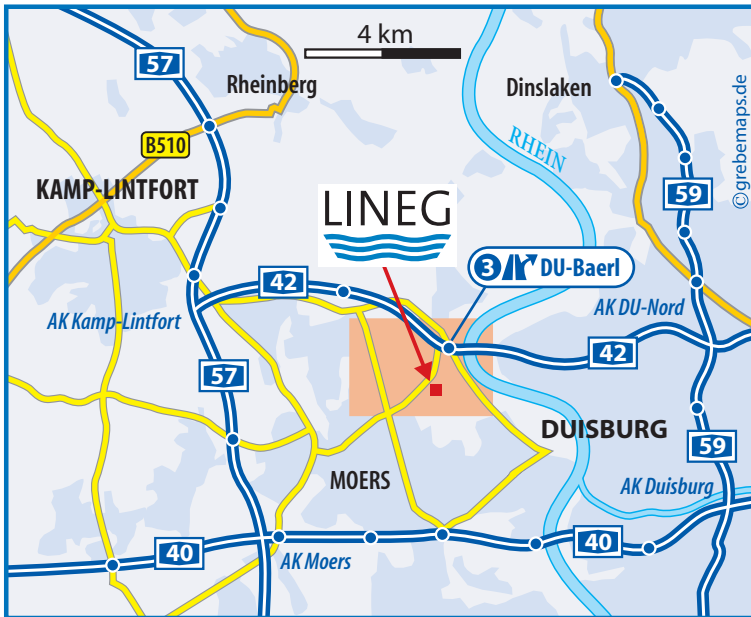 4 km
57
Rheinberg
Dinslaken
©grebemaps.de
B510
RHEIN
KAMP-LINTFORT
59
LINEG
3 DU-Baerl
42
AK Kamp-Lintfort
AK DU-Nord
42
57
DUISBURG
59
MOERS
AK Duisburg
40
AK Moers
40